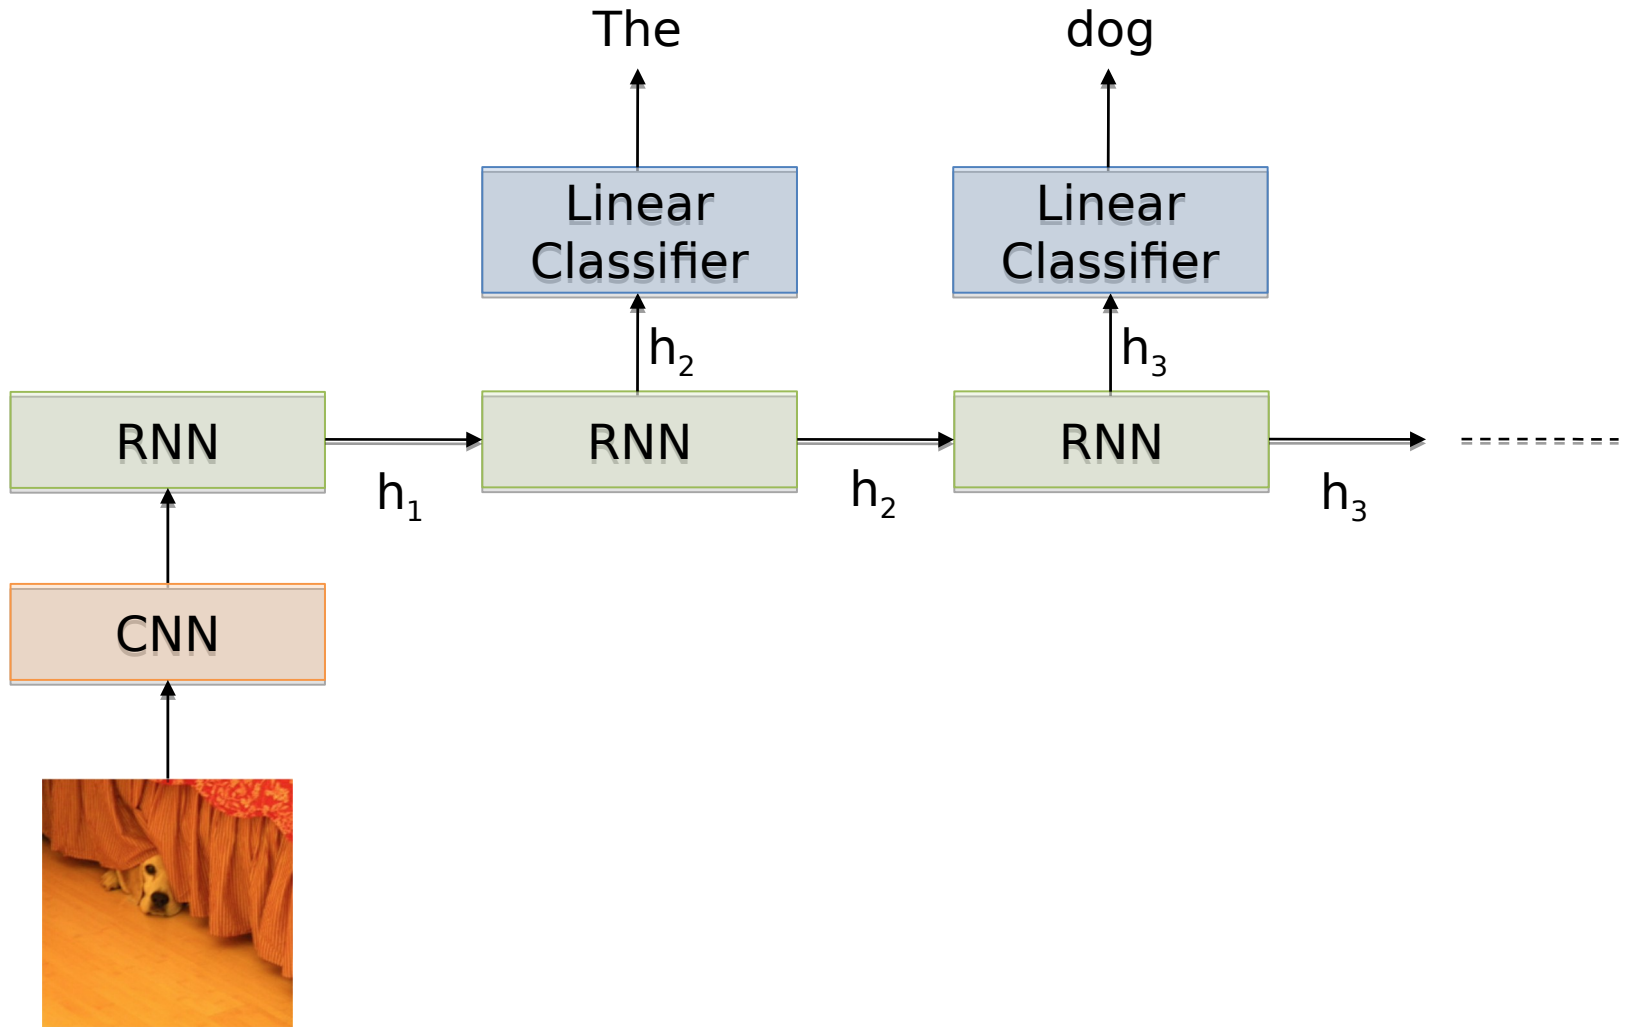 The
dog
Linear
Classifier
Linear
Classifier
h2
h3
RNN
RNN
RNN
h1
h2
h3
CNN